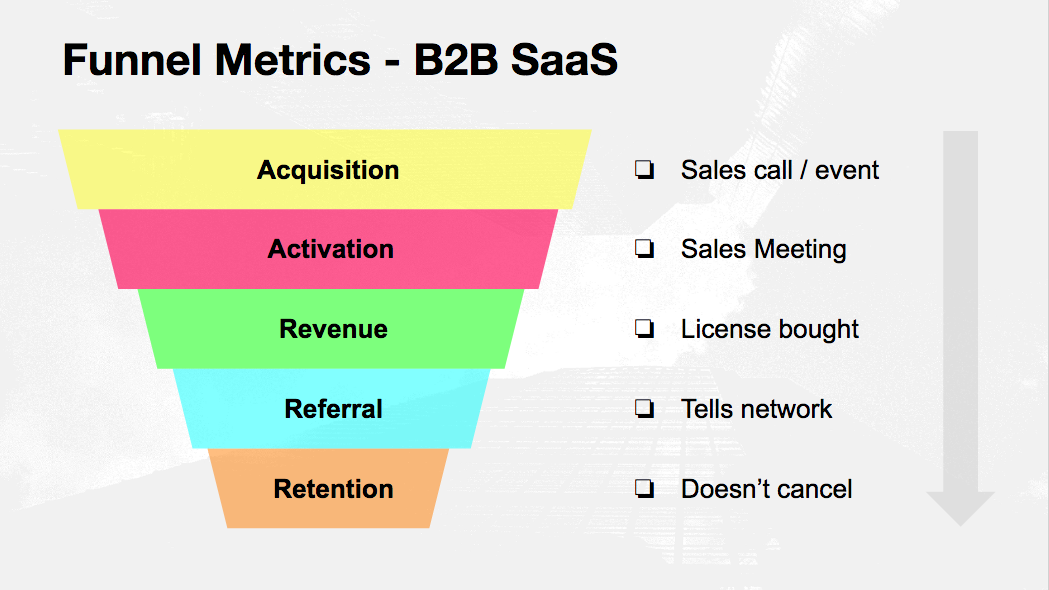 Funnel Metrics - B2B SaaS
Acquisition
❏ Sales call / event
Activation
❏ Sales Meeting
Revenue
❏ License bought
Referral
❏ Tells network
Retention
❏ Doesn’t cancel